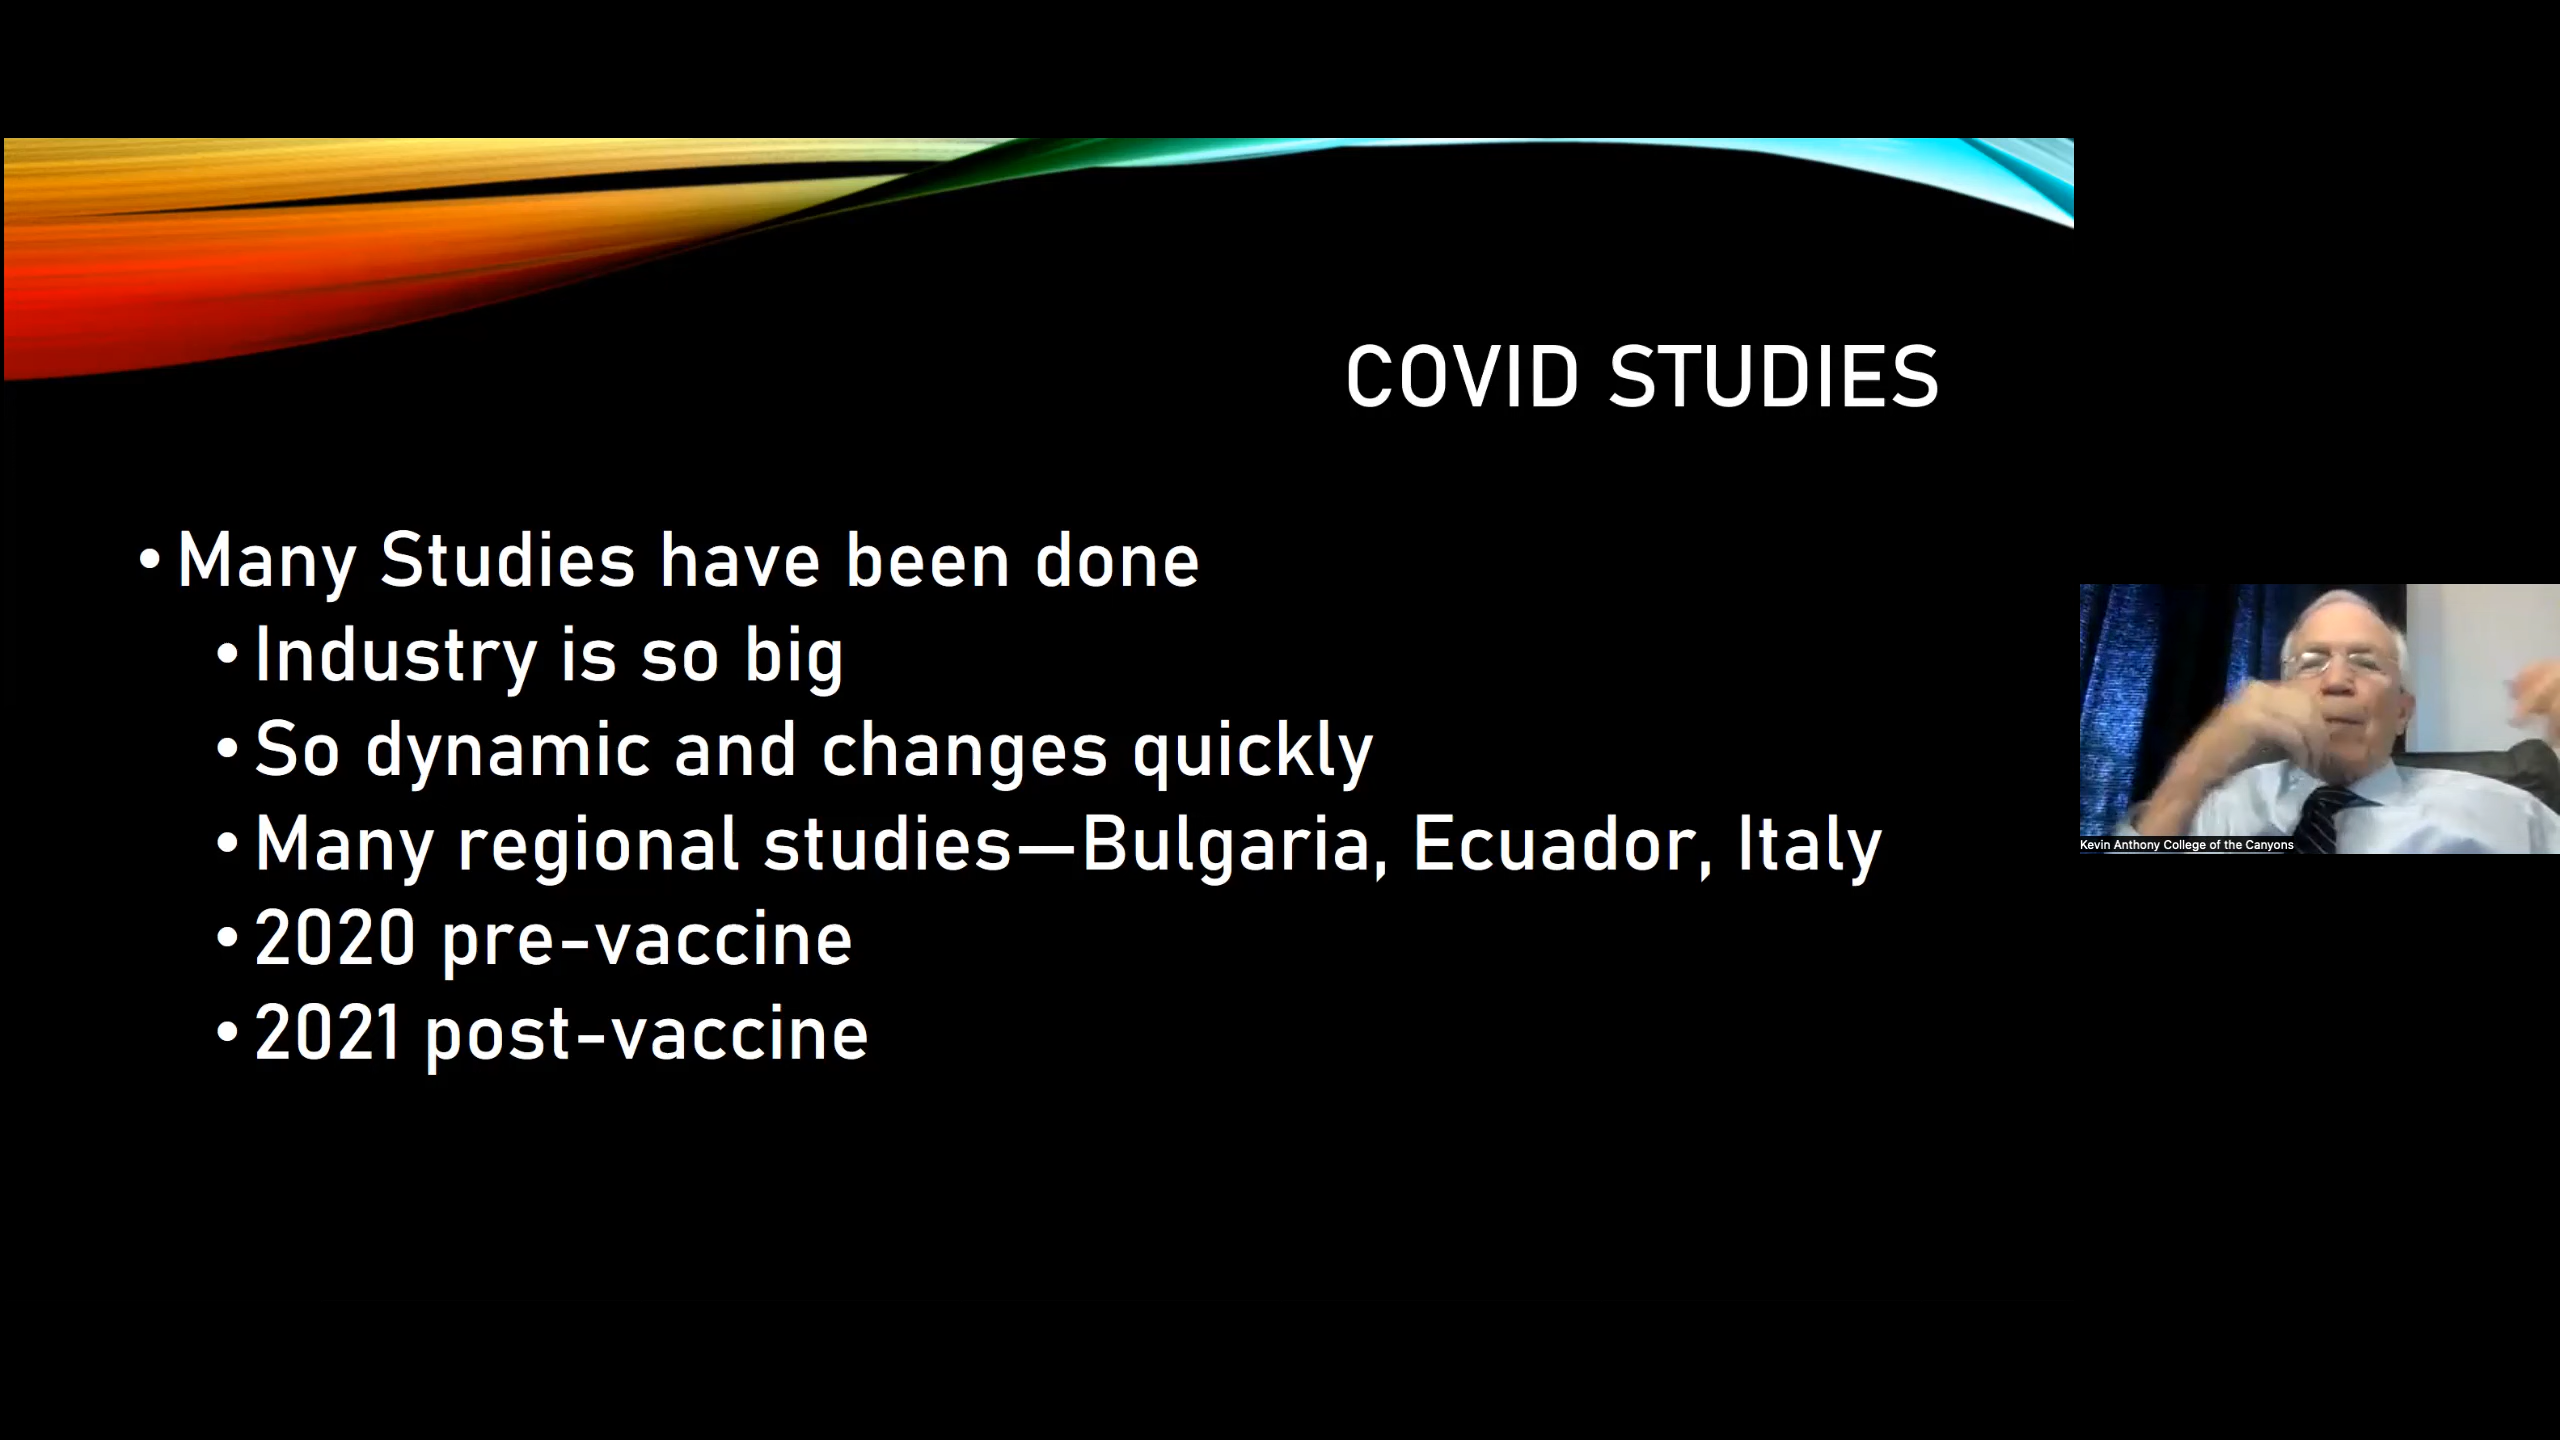 COVID STUDIES
• Many Studies have been done
• Industry is so big
• So dynamic and changes quickly
• Many regional studies—Bulgaria, Ecuador, Italy
• 2020 pre-vaccine
• 2021 post-vaccine
Kevin Anthony College of the Canyons